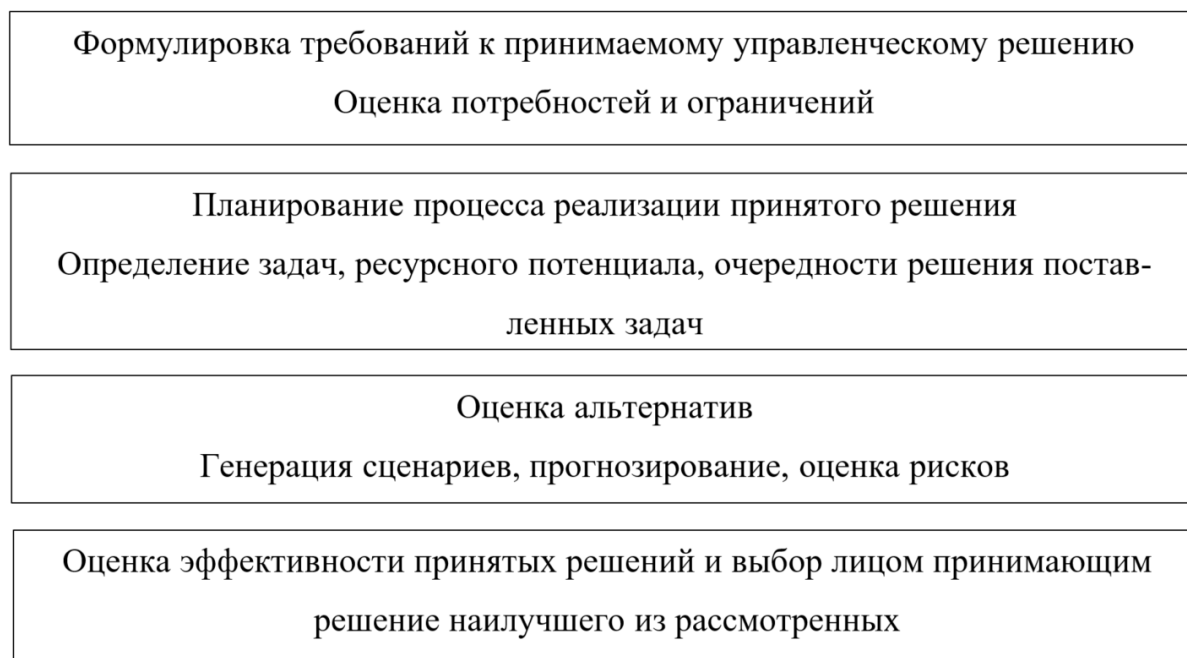 Формулировка требований к принимаемому управленческому решению
Оценка потребностей и ограничений
Планирование процесса реализации принятого решения
Определение задач, ресурсного потенциала, очередности решения постав-
ленных задач
Оценка альтернатив
Генерация сценариев, прогнозирование, оценка рисков
Оценка эффективности принятых решений и выбор лицом принимающим
решение наилучшего из рассмотренных